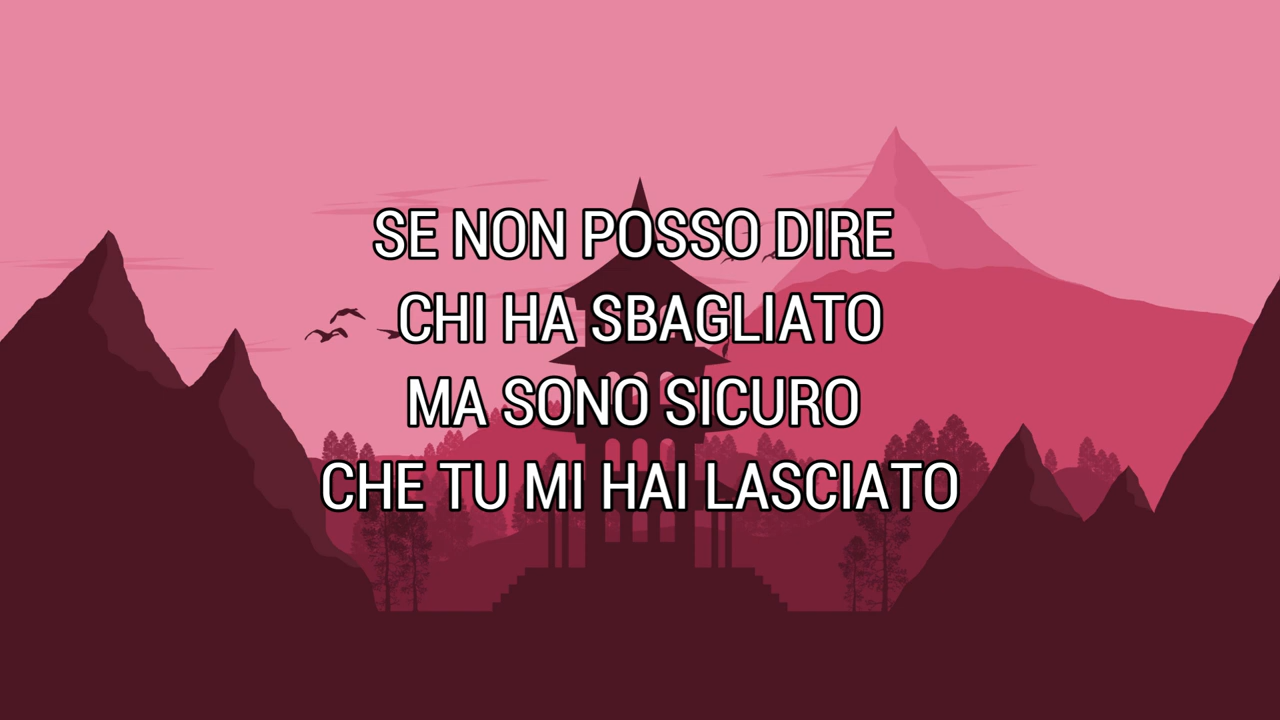 SE NON POSSO DIRE
CHI HA SBAGLIATO
MA SONO SICURO
CHE TU MI HAI LASCIATO